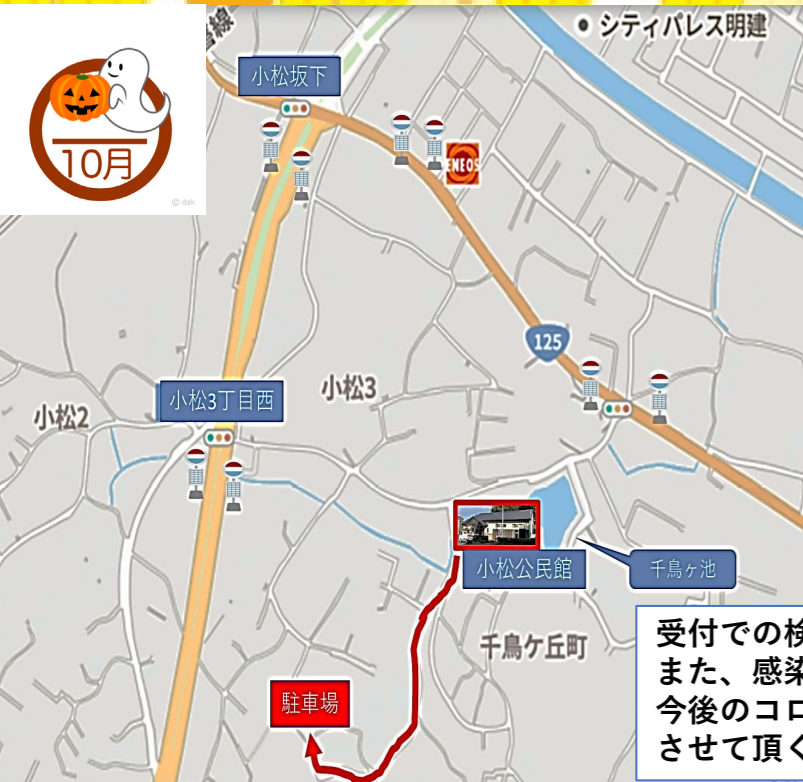 シティパレス明建
線
小松坂下
10月
© dak
ENEOS
125
小松3
小松3丁目西
小松2
小松公民館
千鳥ヶ池
千鳥ケ丘町
駐車場
受付での検
また、感染
今後のコロ
させて頂く